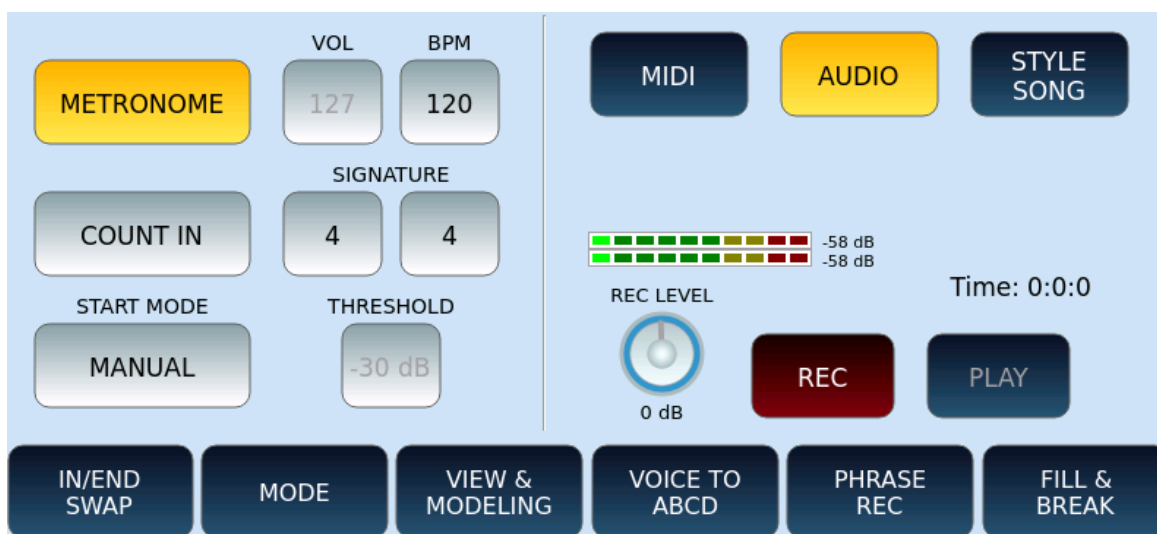 VOL
BPM
METRONOME
127
120
SIGNATURE
COUNT IN
4
4
START MODE
THRESHOLD
MANUAL
-30 dB
MIDI
AUDIO
STYLE
SONG
-58 dB
-58 dB
REC LEVEL
Time: 0:0:0
0 dB
REC
PLAY
IN/END
SWAP
MODE
VIEW &
MODELING
VOICE TO
ABCD
PHRASE
REC
FILL &
BREAK